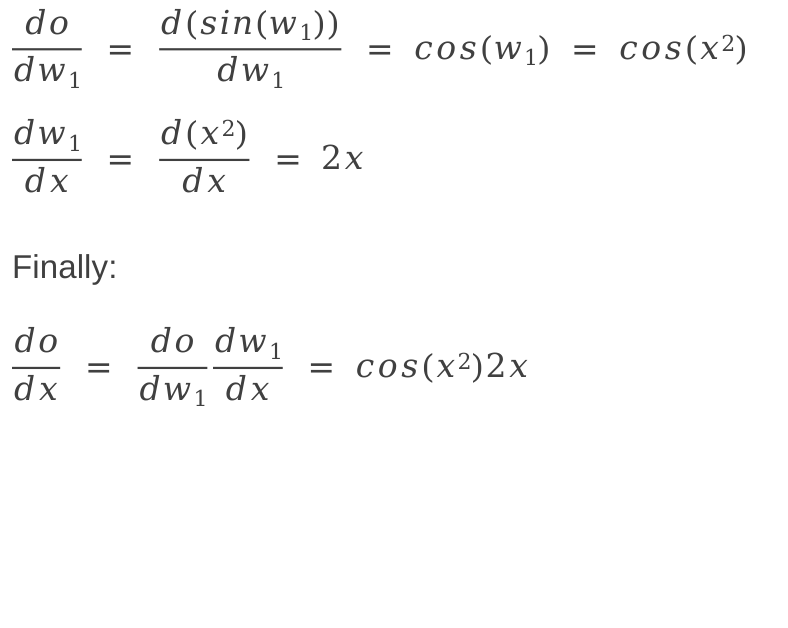 do/dw₁ = d(sin(w₁))/dw₁ = cos(w₁) = cos(x²)
dw₁/dx = d(x²)/dx = 2x
Finally:
do/dx = do/dw₁ dw₁/dx = cos(x²)2x